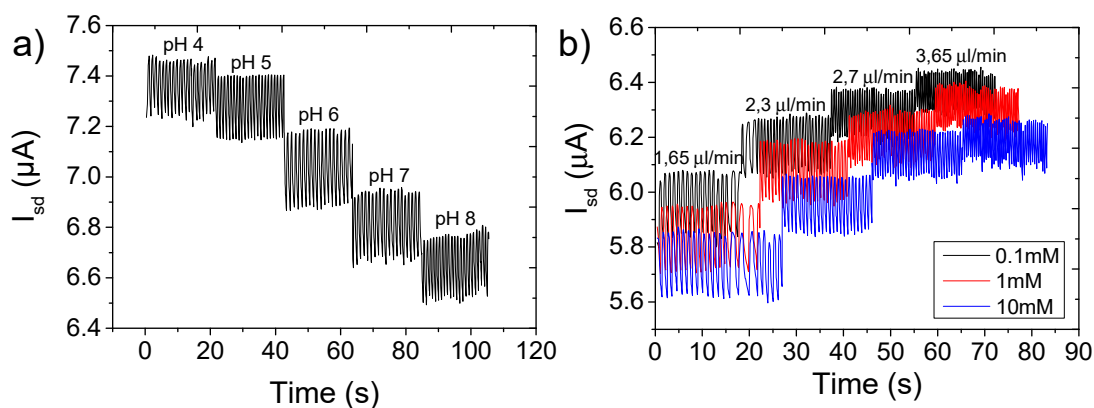 a)
I_sd (µA)
7.6
7.4
7.2
7.0
6.8
6.6
6.4
pH 4
pH 5
pH 6
pH 7
pH 8
0 20 40 60 80 100 120
Time (s)
b)
I_sd (µA)
6.6
6.4
6.2
6.0
5.8
5.6
1,65 µl/min
2,3 µl/min
2,7 µl/min
3,65 µl/min
0.1mM
1mM
10mM
0 10 20 30 40 50 60 70 80 90
Time (s)